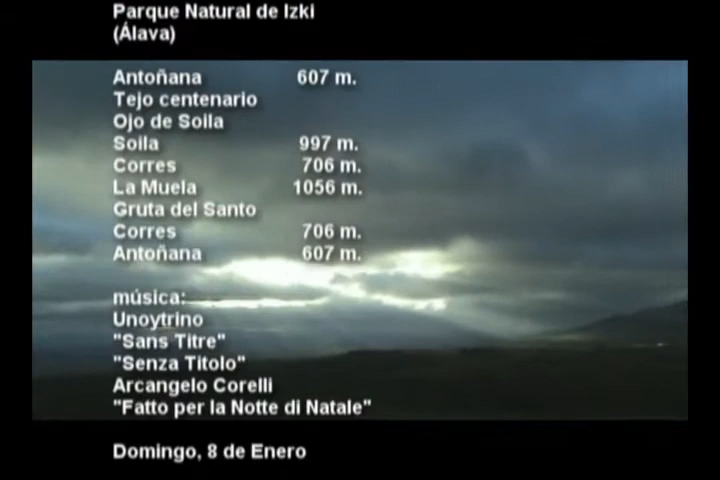 Parque Natural de Izki
(Álava)
Antoñana 607 m.
Tejo centenario
Ojo de Soila
Soila 997 m.
Corres 706 m.
La Muela 1056 m.
Gruta del Santo
Corres 706 m.
Antoñana 607 m.
música:
Unoytrino
"Sans Titre"
"Senza Titolo"
Arcangelo Corelli
"Fatto per la Notte di Natale"
Domingo, 8 de Enero